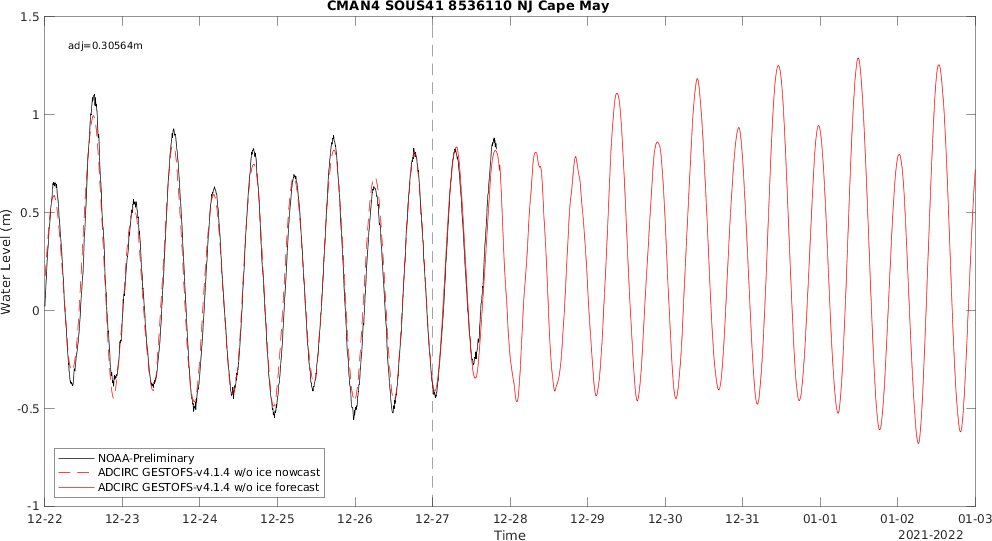 CMAN4 SOUS41 8536110 NJ Cape May
1.5
adj=0.30564m
1
0.5
Water Level (m)
0
-0.5
NOAA-Preliminary
ADCIRC GESTOFS-v4.1.4 w/o ice nowcast
ADCIRC GESTOFS-v4.1.4 w/o ice forecast
-1
12-22 12-23 12-24 12-25 12-26 12-27 12-28 12-29 12-30 12-31 01-01 01-02 01-03
Time
2021-2022